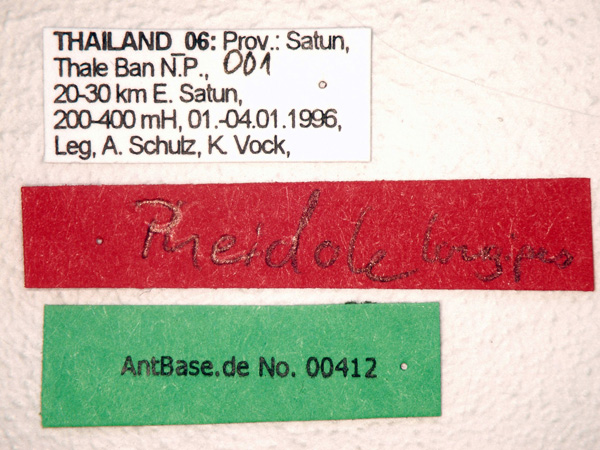 THAILAND_06: Prov.: Satun,
Thale Ban N.P., 001
20-30 km E. Satun,
200-400 mH, 01.-04.01.1996,
Leg, A. Schulz, K. Vock,
Pheidole longipes
AntBase.de No. 00412